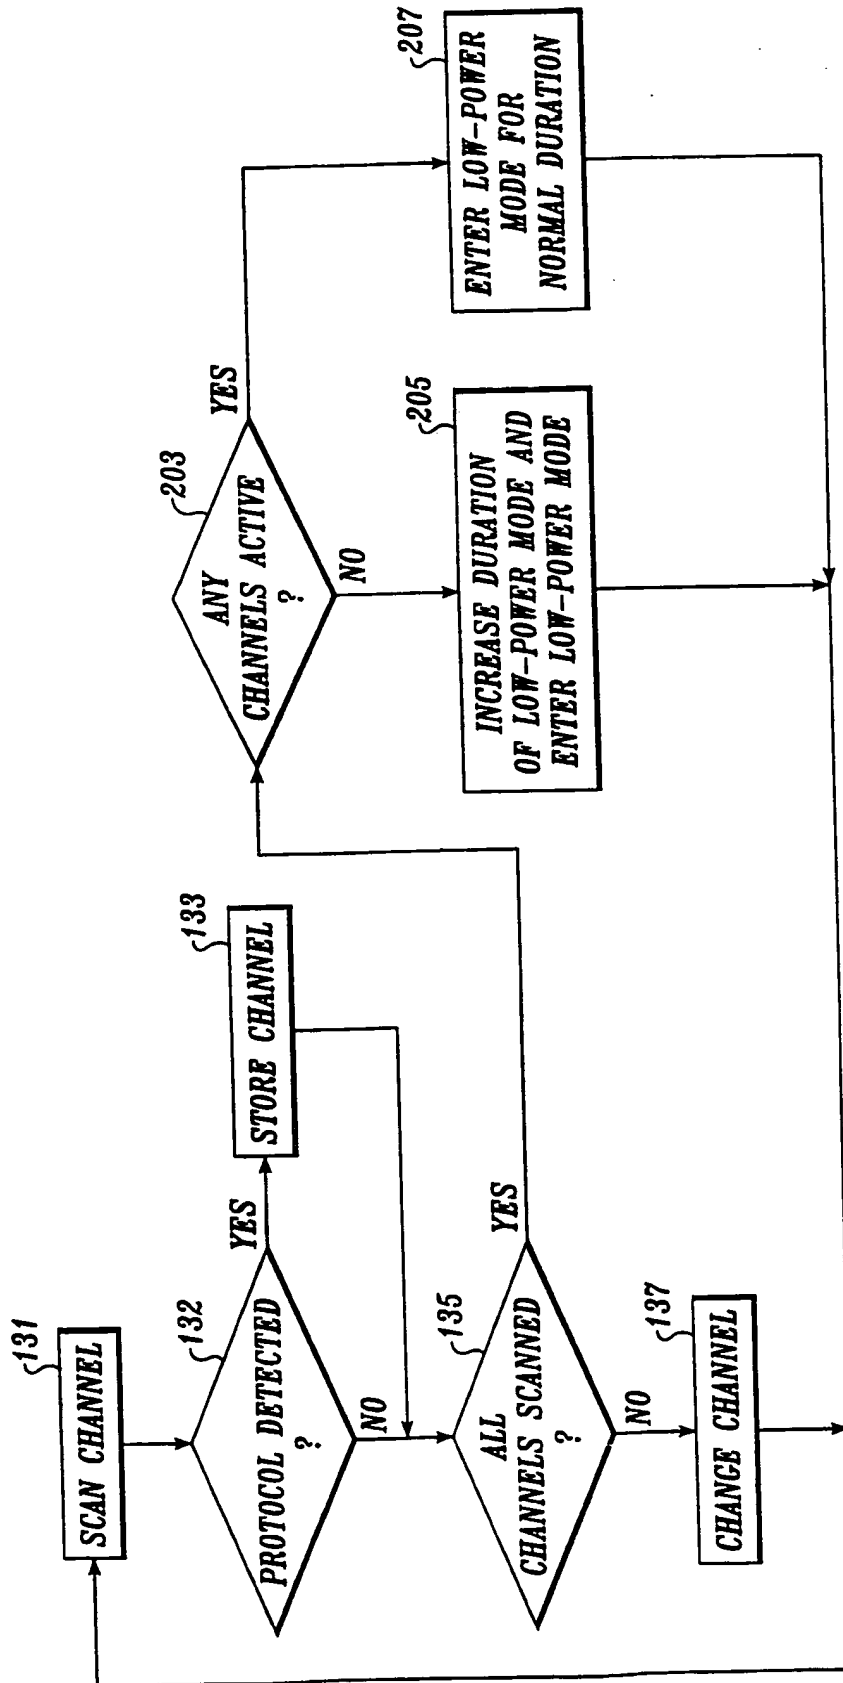 131
SCAN CHANNEL
132
PROTOCOL DETECTED
?
YES
NO
133
STORE CHANNEL
135
ALL
CHANNELS SCANNED
?
YES
NO
137
CHANGE CHANNEL
203
ANY
CHANNELS ACTIVE
?
YES
NO
205
INCREASE DURATION
OF LOW-POWER MODE AND
ENTER LOW-POWER MODE
207
ENTER LOW-POWER
MODE FOR
NORMAL DURATION